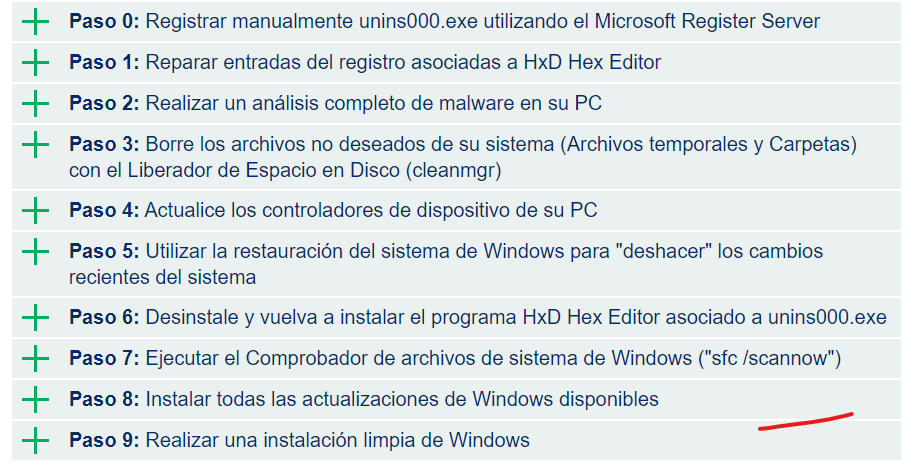 Paso 0: Registrar manualmente unins000.exe utilizando el Microsoft Register Server
Paso 1: Reparar entradas del registro asociadas a HxD Hex Editor
Paso 2: Realizar un análisis completo de malware en su PC
Paso 3: Borre los archivos no deseados de su sistema (Archivos temporales y Carpetas)
con el Liberador de Espacio en Disco (cleanmgr)
Paso 4: Actualice los controladores de dispositivo de su PC
Paso 5: Utilizar la restauración del sistema de Windows para "deshacer" los cambios
recientes del sistema
Paso 6: Desinstale y vuelva a instalar el programa HxD Hex Editor asociado a unins000.exe
Paso 7: Ejecutar el Comprobador de archivos de sistema de Windows ("sfc /scannow")
Paso 8: Instalar todas las actualizaciones de Windows disponibles
Paso 9: Realizar una instalación limpia de Windows